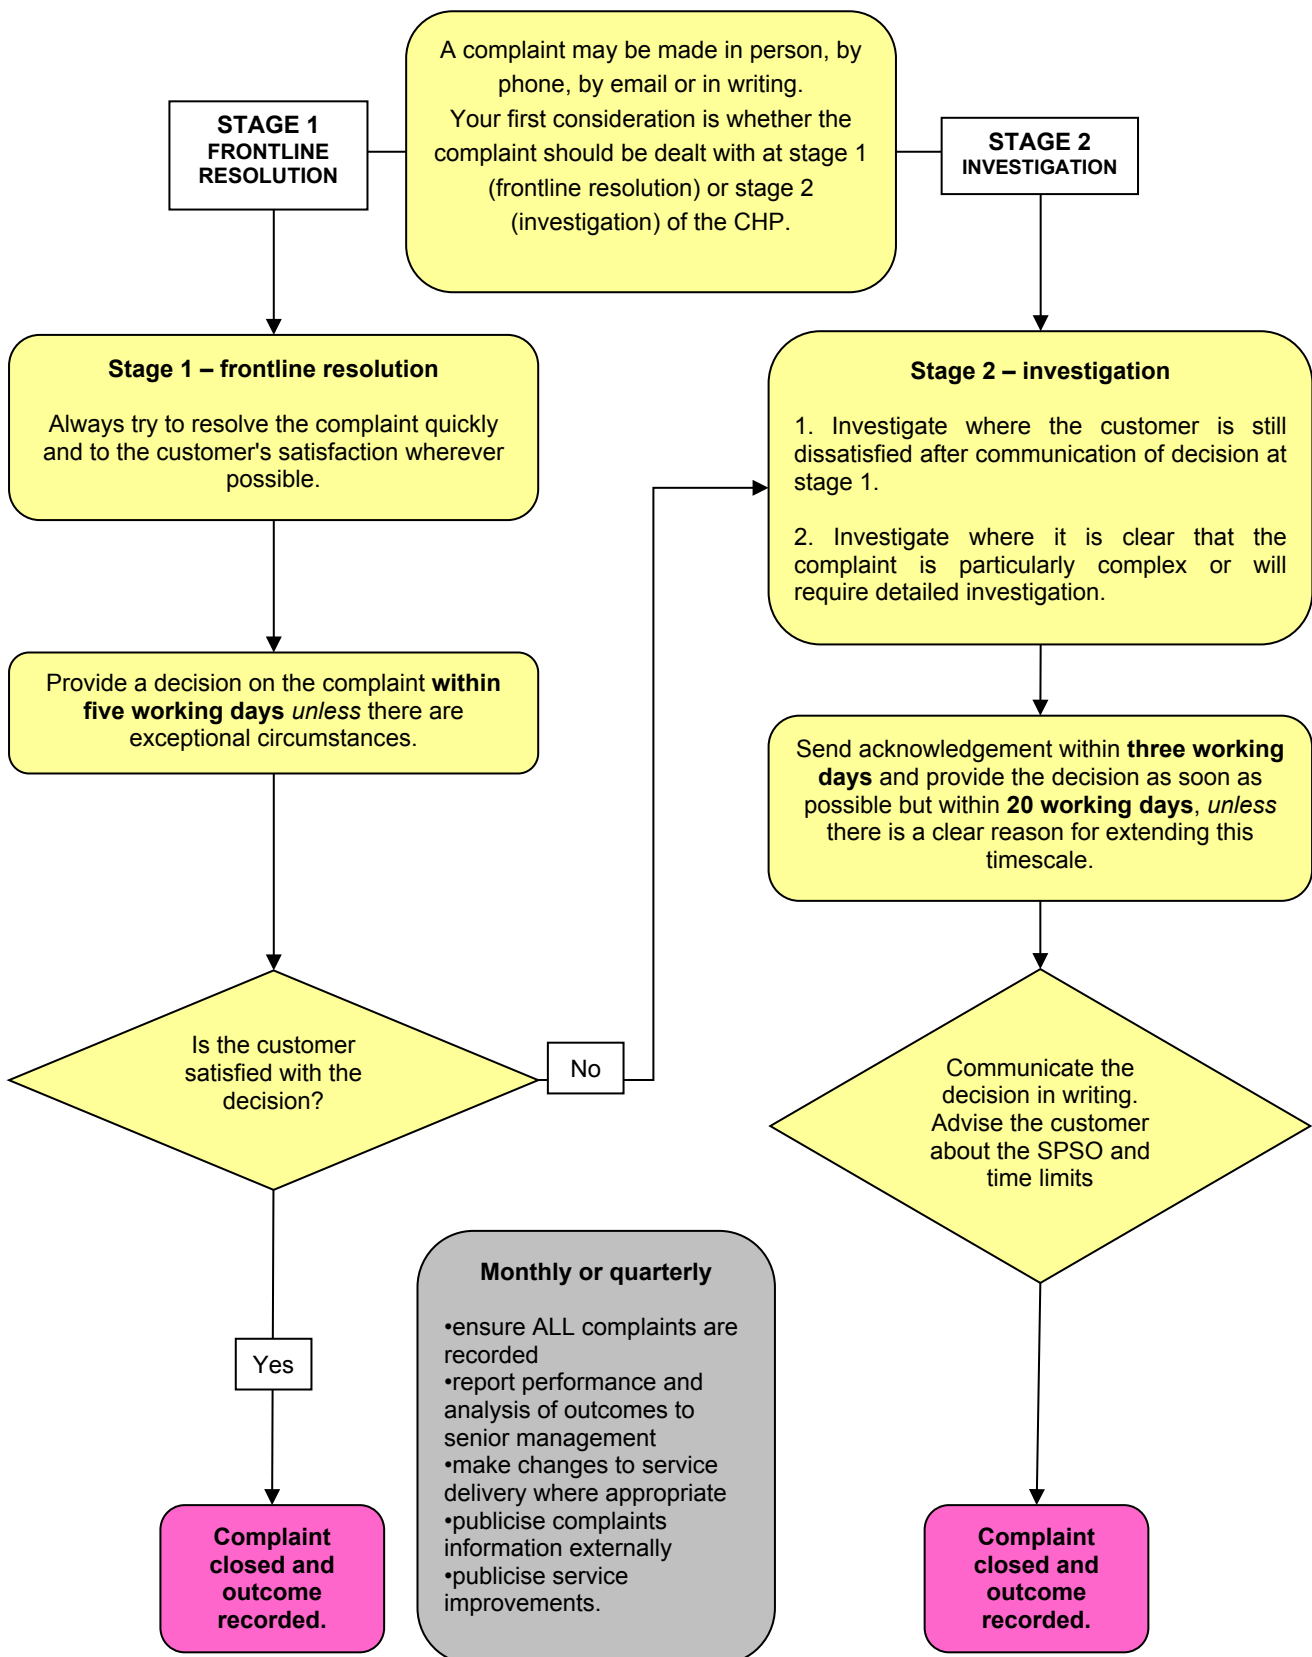 A complaint may be made in person, by
phone, by email or in writing.
Your first consideration is whether the
complaint should be dealt with at stage 1
(frontline resolution) or stage 2
(investigation) of the CHP.
STAGE 1
FRONTLINE
RESOLUTION
STAGE 2
INVESTIGATION
Stage 1 – frontline resolution
Always try to resolve the complaint quickly
and to the customer's satisfaction wherever
possible.
Provide a decision on the complaint within
five working days unless there are
exceptional circumstances.
Is the customer
satisfied with the
decision?
No
Yes
Complaint
closed and
outcome
recorded.
Stage 2 – investigation
1. Investigate where the customer is still
dissatisfied after communication of decision at
stage 1.
2. Investigate where it is clear that the
complaint is particularly complex or will
require detailed investigation.
Send acknowledgement within three working
days and provide the decision as soon as
possible but within 20 working days, unless
there is a clear reason for extending this
timescale.
Communicate the
decision in writing.
Advise the customer
about the SPSO and
time limits
Complaint
closed and
outcome
recorded.
Monthly or quarterly
•ensure ALL complaints are
recorded
•report performance and
analysis of outcomes to
senior management
•make changes to service
delivery where appropriate
•publicise complaints
information externally
•publicise service
improvements.